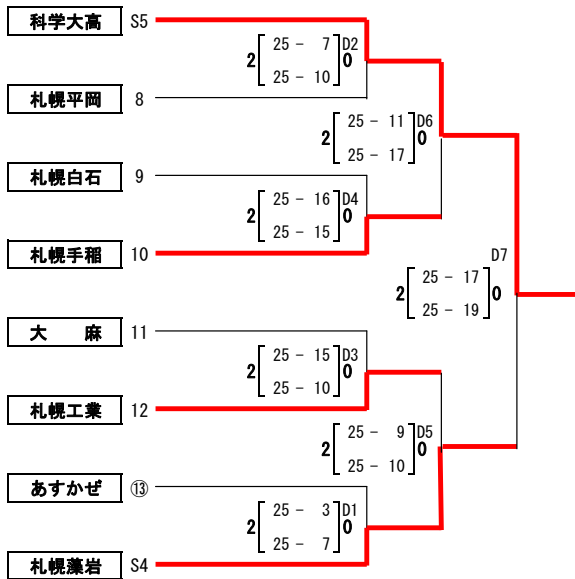 科学大高 S5
2 25 - 7 D2 0
25 - 10
札幌平岡 8
2 25 - 11 D6 0
25 - 17
札幌白石 9
2 25 - 16 D4 0
25 - 15
札幌手稲 10
D7
2 25 - 17 0
25 - 19
大　麻 11
2 25 - 15 D3 0
25 - 10
札幌工業 12
2 25 - 9 D5 0
25 - 10
あすかぜ ⑬
2 25 - 3 D1 0
25 - 7
札幌藻岩 S4